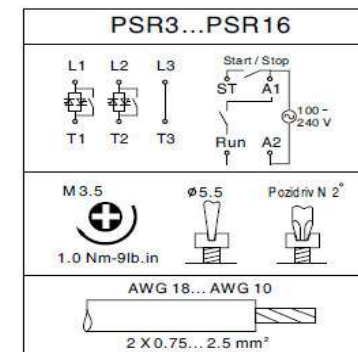 PSR3...PSR16
L1 L2 L3 Start / Stop
ST A1
100 -
240 V
T1 T2 T3 Run A2
M 3.5 ø5.5 Pozidriv N 2°
1.0 Nm-9lb.in
AWG 18... AWG 10
2 X 0.75... 2.5 mm²